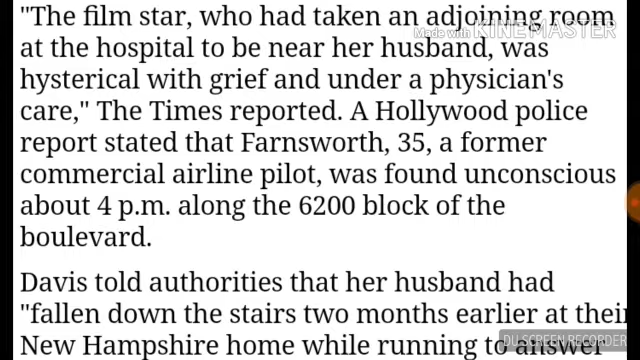 "The film star, who had taken an adjoining room
Made with KINEMASTER
at the hospital to be near her husband, was
hysterical with grief and under a physician's
care," The Times reported. A Hollywood police
report stated that Farnsworth, 35, a former
commercial airline pilot, was found unconscious
about 4 p.m. along the 6200 block of the
boulevard.
Davis told authorities that her husband had
"fallen down the stairs two months earlier at their
New Hampshire home while running to answer
DU SCREEN RECORDER